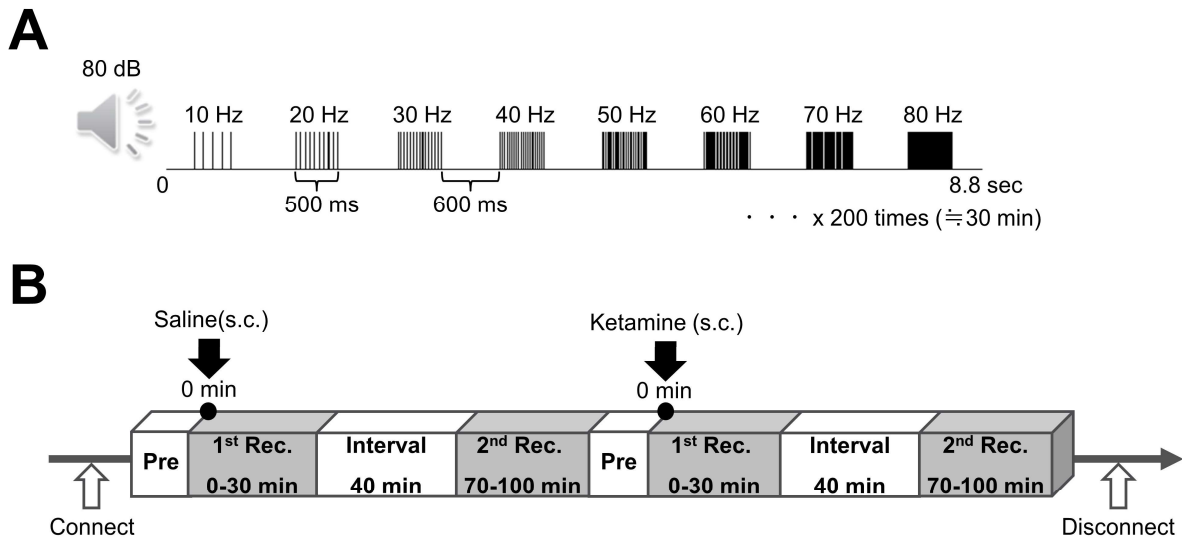 A
80 dB
10 Hz 20 Hz 30 Hz 40 Hz 50 Hz 60 Hz 70 Hz 80 Hz
0
8.8 sec
500 ms 600 ms
・・・ x 200 times (≒30 min)
B
Saline(s.c.)
Ketamine (s.c.)
0 min
0 min
Pre
1st Rec.
0-30 min
Interval
40 min
2nd Rec.
70-100 min
Pre
1st Rec.
0-30 min
Interval
40 min
2nd Rec.
70-100 min
Connect
Disconnect